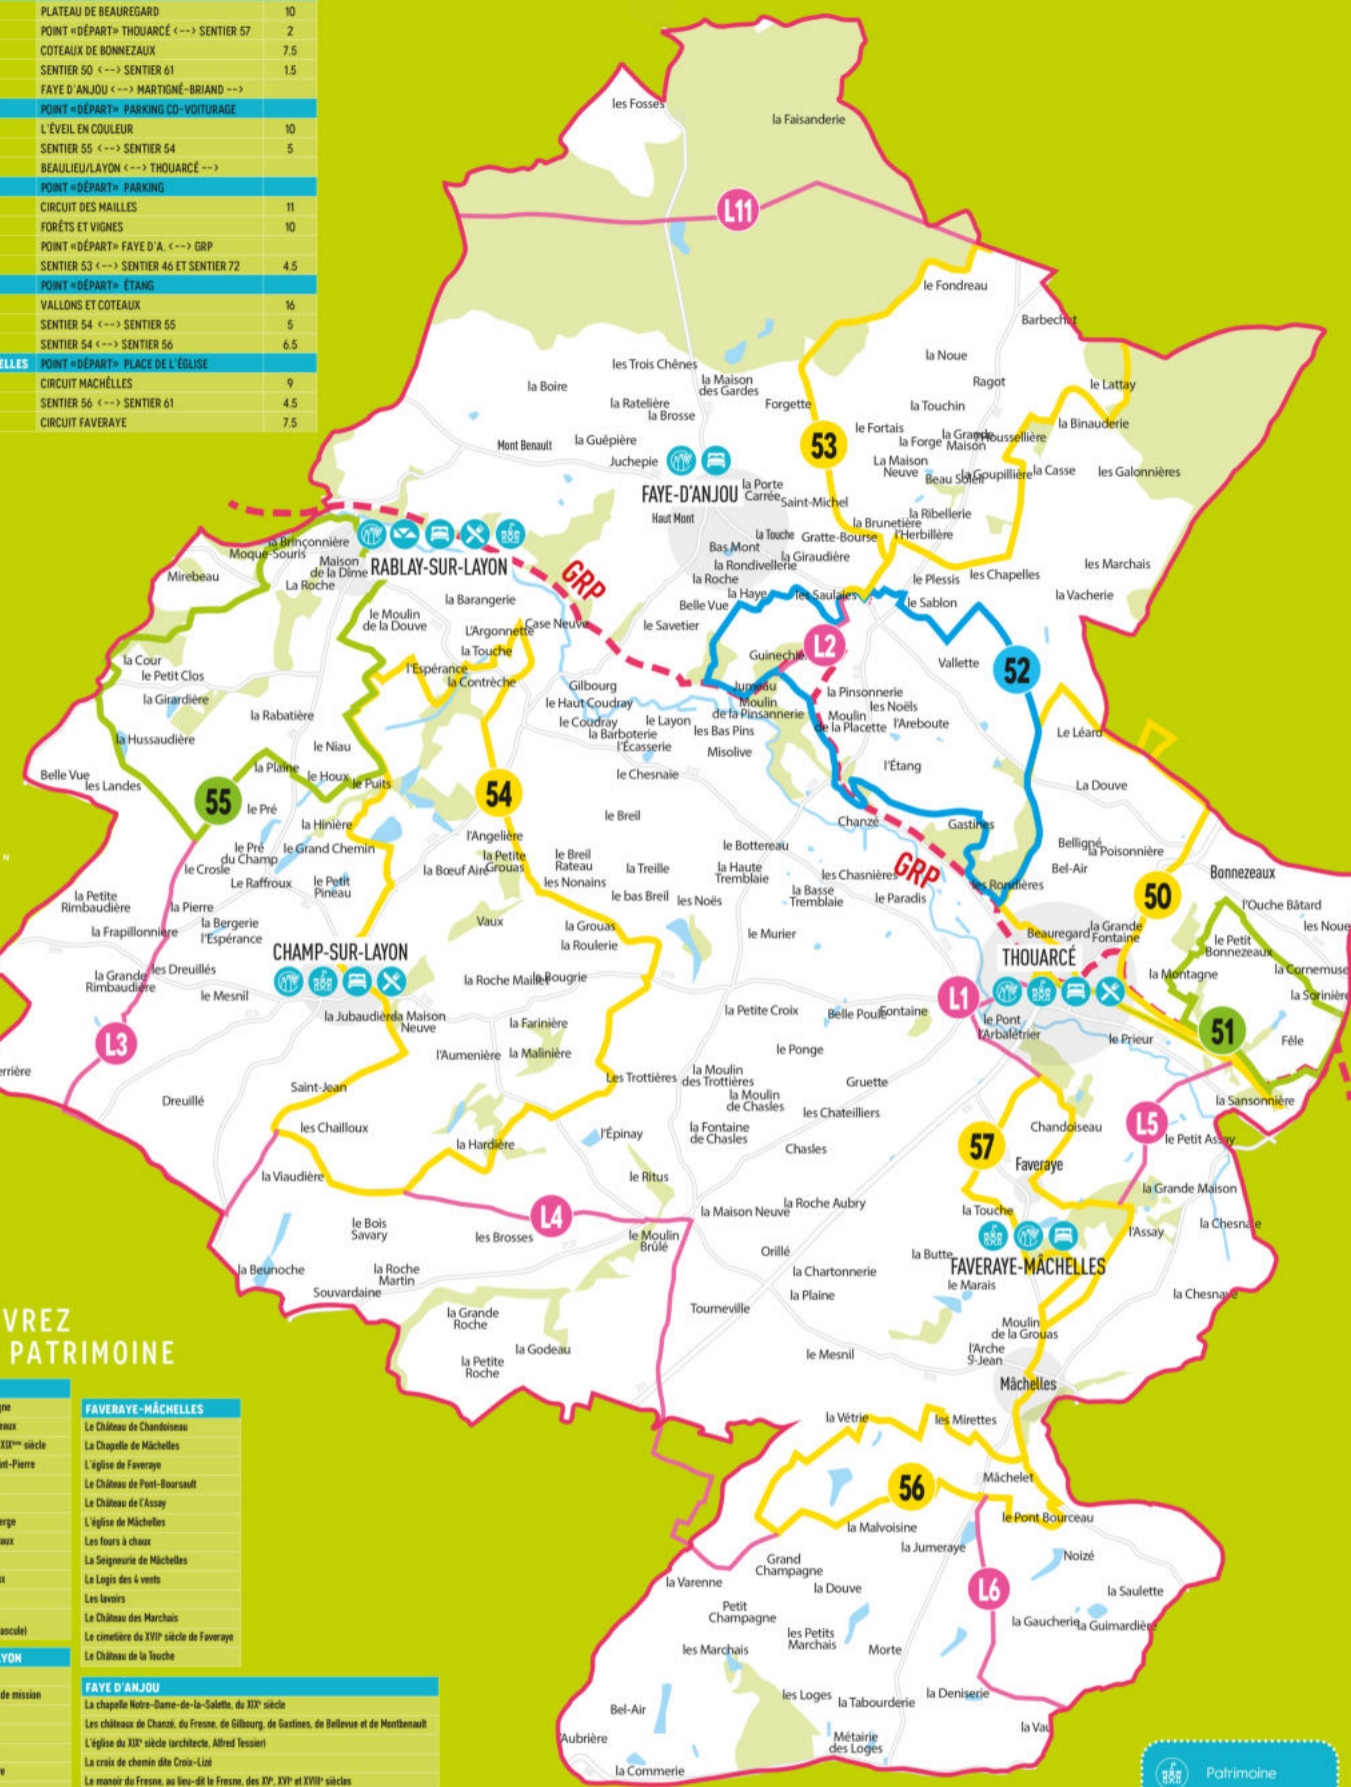 PLATEAU DE BEAUREGARD 10
POINT «DÉPART» THOUARCÉ <--> SENTIER 57 2
COTEAUX DE BONNEZAUX 7.5
SENTIER 50 <--> SENTIER 61 1.5
FAYE D'ANJOU <--> MARTIGNÉ-BRIAND -->
POINT «DÉPART» PARKING CO-VOITURAGE
L'ÉVEIL EN COULEUR 10
SENTIER 55 <--> SENTIER 54 5
BEAULIEU/LAYON <--> THOUARCÉ -->
POINT «DÉPART» PARKING
CIRCUIT DES MAILLES 11
FORÊTS ET VIGNES 10
POINT «DÉPART» FAYE D'A. <--> GRP
SENTIER 53 <--> SENTIER 46 ET SENTIER 72 4.5
POINT «DÉPART» ÉTANG
VALLONS ET COTEAUX 16
SENTIER 54 <--> SENTIER 55 5
SENTIER 54 <--> SENTIER 56 6.5
ELLES POINT «DÉPART» PLACE DE L'ÉGLISE
CIRCUIT MACHÊLLES 9
SENTIER 56 <--> SENTIER 61 4.5
CIRCUIT FAVERAYE 7.5
les Fosses
la Faisanderie
L11
le Fondreau
Barbechat
les Trois Chênes
la Noue
la Boire
la Maison
des Gardes
Ragot
le Lattay
la Ratelière
Forgette
la Touchin
la Brosse
le Fortais
la Binauderie
Mont Benault
la Guêpière
53
la Forge
la Grande
Maison
l'Houssellière
Juchepie
La Maison
Neuve
Beau Soleil
la Goupillière
la Casse
les Galonnières
FAYE-D'ANJOU
la Porte
Carrée
Saint-Michel
Haut Mont
la Ribellerie
la Brunetière
la Brinçonnière
la Touche
Gratte-Bourse
l'Herbillère
Moque-Souris
Bas Mont
la Giraudière
Maison
de la Dîme
RABLAY-SUR-LAYON
GRP
la Rondivellerie
les Marchais
Mirebeau
La Roche
la Roche
le Plessis
les Chapelles
la Barangerie
la Haye
les Saulaies
la Vacherie
Belle Vue
le Sablon
le Moulin
de la Douve
L'Argonnette
Case Neuve
le Savetier
la Touche
L2
la Cour
l'Espérance
Guinechie
Vallette
52
le Petit Clos
la Contrèche
Gilbourg
Jumeau
la Girardière
le Haut Coudray
Moulin
de la Pinsannerie
la Pinsonnerie
les Noëls
la Rabatière
le Coudray
le Layon
Moulin
de la Placette
l'Areboute
la Barboterie
les Bas Pins
Le Léard
la Hussaudière
le Niau
l'Écasserie
Misolive
Belle Vue
la Plaine
le Houx
le Chesnaie
l'Étang
les Landes
le Puits
La Douve
55
54
le Pré
la Hinière
le Breil
Chanzé
Gastines
l'Angelière
le Bottereau
Belligné
la Poisonnière
"
le Pré
du Champ
le Grand Chemin
la Petite
Grouas
le Breil
Rateau
GRP
le Crosle
la Bœuf Aire
la Treille
la Haute
Tremblaie
les Chasnières
Bel-Air
Bonnezeaux
Le Raffroux
le Petit
Pineau
les Nonains
les Rondières
la Petite
Rimbaudière
le bas Breil
les Noës
la Basse
Tremblaie
le Paradis
50
la Pierre
l'Ouche Bâtard
la Bergerie
Vaux
la Grouas
la Grande
Fontaine
les Noue
la Frapillonniere
l'Espérance
le Murier
Beauregard
CHAMP-SUR-LAYON
la Roulerie
THOUARCÉ
le Petit
Bonnezeaux
la Grande
Rimbaudière
les Dreuillés
la Roche Maillet
la Bougrie
la Montagne
la Cornemuse
le Mesnil
L1
la Sorinière
la Jubaudière
la Maison
Neuve
la Farinière
la Petite Croix
Belle Poule
Fontaine
le Pont
l'Arbalétrier
51
L3
le Prieur
Fêle
l'Aumenière
la Malinière
le Ponge
errière
Les Trottières
la Moulin
des Trottières
Gruette
Saint-Jean
la Moulin
de Chasles
la Sansonnière
Dreuillé
les Chateilliers
les Chailloux
la Fontaine
de Chasles
Chandoiseau
L5
le Petit Assay
la Hardière
l'Épinay
Chasles
57
Faveraye
la Viaudière
le Ritus
la Grande Maison
la Roche Aubry
la Maison Neuve
la Touche
le Bois
Savary
L4
la Chesnaie
les Brosses
le Moulin
Brûlé
l'Assay
Orillé
la Butte
FAVERAYE-MÂCHELLES
la Beunoche
la Roche
Martin
la Chartonnerie
le Marais
Souvardaine
la Plaine
la Chesnaye
la Grande
Roche
Tourneville
Moulin
de la Grouas
la Godeau
le Mesnil
l'Arche
S-Jean
la Petite
Roche
Mâchelles
la Vétrie
les Mirettes
56
Mâchelet
le Pont Bourceau
la Malvoisine
la Jumeraye
Noizé
Grand
Champagne
la Varenne
la Douve
L6
la Saulette
Petit
Champagne
la Gaucherie
la Guimardière
les Petits
Marchais
les Marchais
Morte
les Loges
la Tabourderie
la Deniserie
Bel-Air
la Vau
l'Aubrière
Métairie
des Loges
la Commerie
VREZ
PATRIMOINE
gne
eaux
XIXème siècle
int-Pierre
erge
aux
x
ascule)
AYON
de mission
re
FAVERAYE-MÂCHELLES
Le Château de Chandoiseau
La Chapelle de Mâchelles
L'église de Faveraye
Le Château de Pont-Boursault
Le Château de l'Assay
L'église de Mâchelles
Les fours à chaux
La Seigneurie de Mâchelles
Le Logis des 4 vents
Les lavoirs
Le Château des Marchais
Le cimetière du XVIIe siècle de Faveraye
Le Château de la Touche
FAYE D'ANJOU
La chapelle Notre-Dame-de-la-Salette, du XIXe siècle
Les châteaux de Chanzé, du Fresne, de Gilbourg, de Gastines, de Bellevue et de Montbenault
L'église du XIXe siècle (architecte, Alfred Tessier)
La croix de chemin dite Croix-Lizé
Le manoir du Fresne, au lieu-dit le Fresne, des XVe, XVIe et XVIIIe siècles
Patrimoine